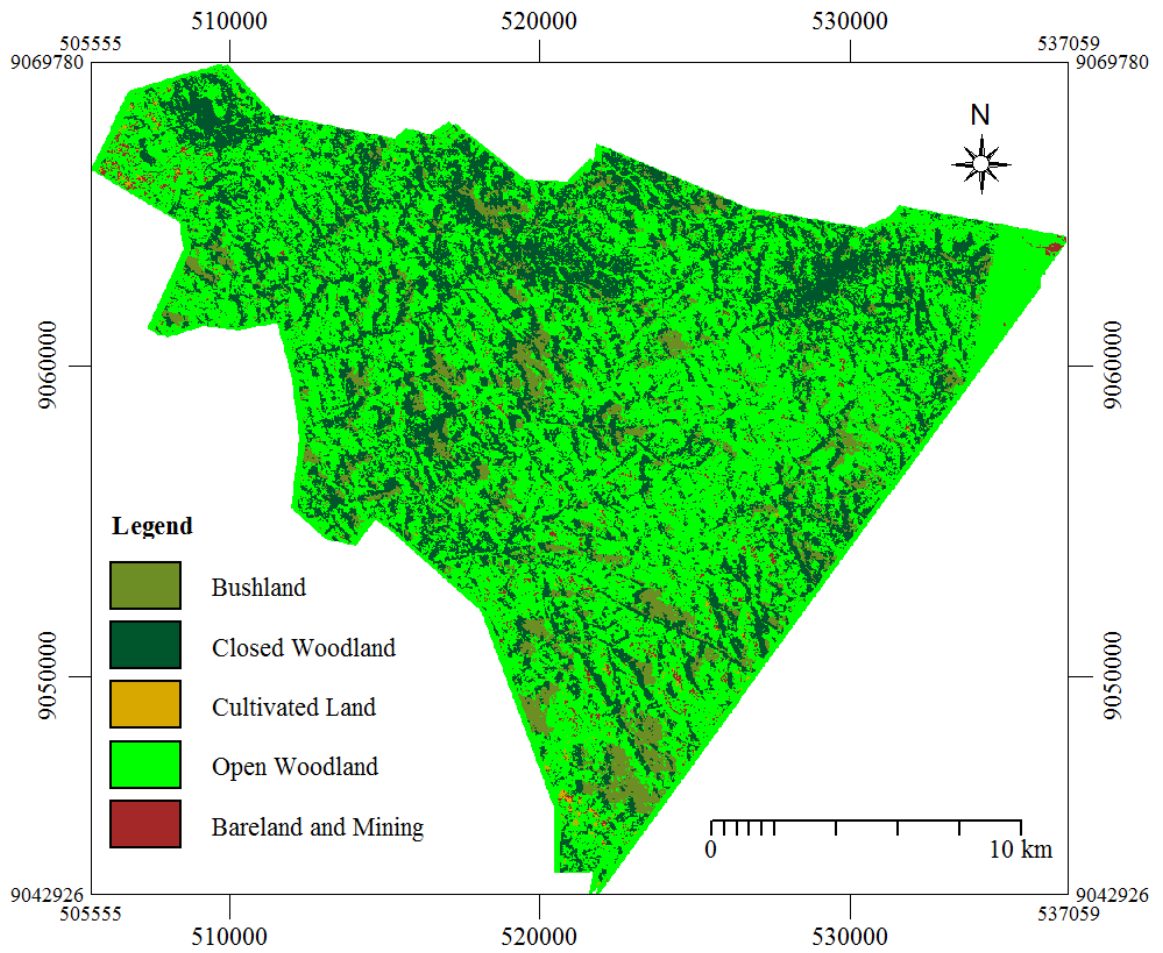 510000 520000 530000
505555 537059
9069780 9069780
N
9060000 9060000
Legend
Bushland
Closed Woodland
9050000 9050000
Cultivated Land
Open Woodland
Bareland and Mining
0 10 km
9042926 9042926
505555 537059
510000 520000 530000